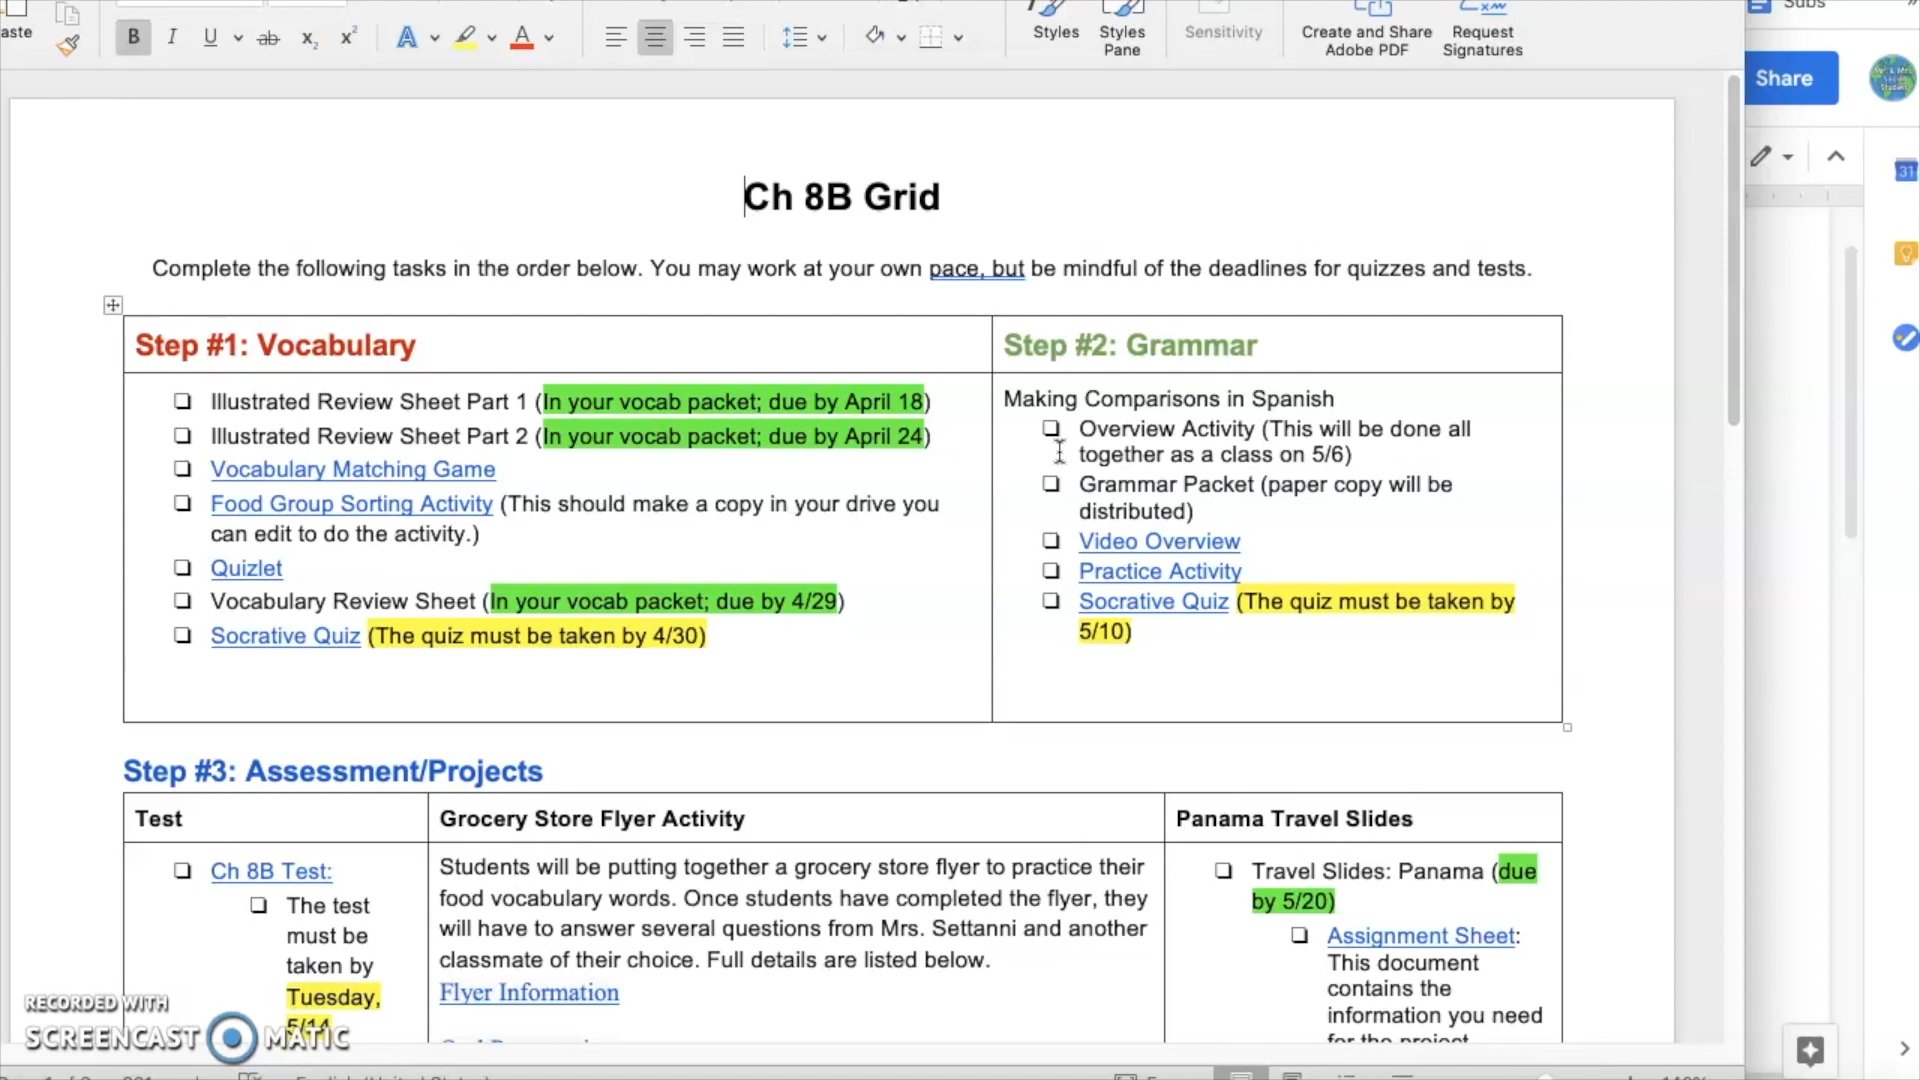 Subs
aste
B I U ab x₂ x² A A
Styles
Styles
Pane
Sensitivity
Create and Share
Adobe PDF
Request
Signatures
Share
31
Ch 8B Grid
Complete the following tasks in the order below. You may work at your own pace, but be mindful of the deadlines for quizzes and tests.
Step #1: Vocabulary
❏ Illustrated Review Sheet Part 1 (In your vocab packet; due by April 18)
❏ Illustrated Review Sheet Part 2 (In your vocab packet; due by April 24)
❏ Vocabulary Matching Game
❏ Food Group Sorting Activity (This should make a copy in your drive you
can edit to do the activity.)
❏ Quizlet
❏ Vocabulary Review Sheet (In your vocab packet; due by 4/29)
❏ Socrative Quiz (The quiz must be taken by 4/30)
Step #2: Grammar
Making Comparisons in Spanish
❏ Overview Activity (This will be done all
together as a class on 5/6)
❏ Grammar Packet (paper copy will be
distributed)
❏ Video Overview
❏ Practice Activity
❏ Socrative Quiz (The quiz must be taken by
5/10)
Step #3: Assessment/Projects
Test
❏ Ch 8B Test:
❏ The test
must be
taken by
Tuesday,
5/14
Grocery Store Flyer Activity
Students will be putting together a grocery store flyer to practice their
food vocabulary words. Once students have completed the flyer, they
will have to answer several questions from Mrs. Settanni and another
classmate of their choice. Full details are listed below.
Flyer Information
Panama Travel Slides
❏ Travel Slides: Panama (due
by 5/20)
❏ Assignment Sheet:
This document
contains the
information you need
for the project
RECORDED WITH
SCREENCAST MATIC